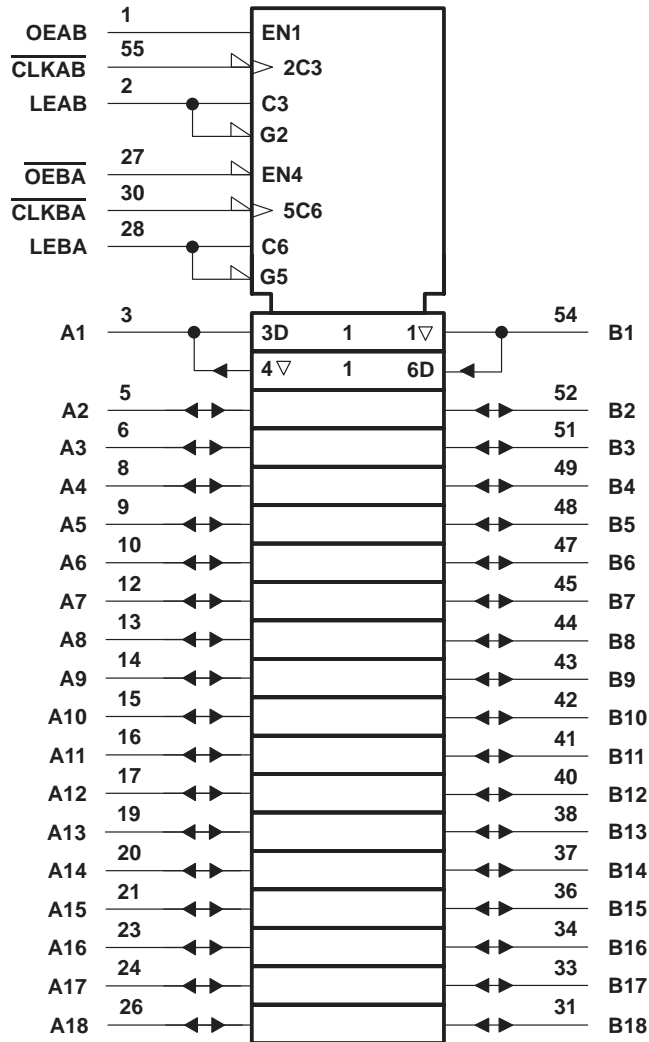 1
OEAB EN1
55
CLKAB 2C3
2
LEAB C3
G2
27
OEBA EN4
30
CLKBA 5C6
28
LEBA C6
G5
3 54
A1 3D 1 1▽ B1
4▽ 1 6D
5 52
A2 B2
6 51
A3 B3
8 49
A4 B4
9 48
A5 B5
10 47
A6 B6
12 45
A7 B7
13 44
A8 B8
14 43
A9 B9
15 42
A10 B10
16 41
A11 B11
17 40
A12 B12
19 38
A13 B13
20 37
A14 B14
21 36
A15 B15
23 34
A16 B16
24 33
A17 B17
26 31
A18 B18